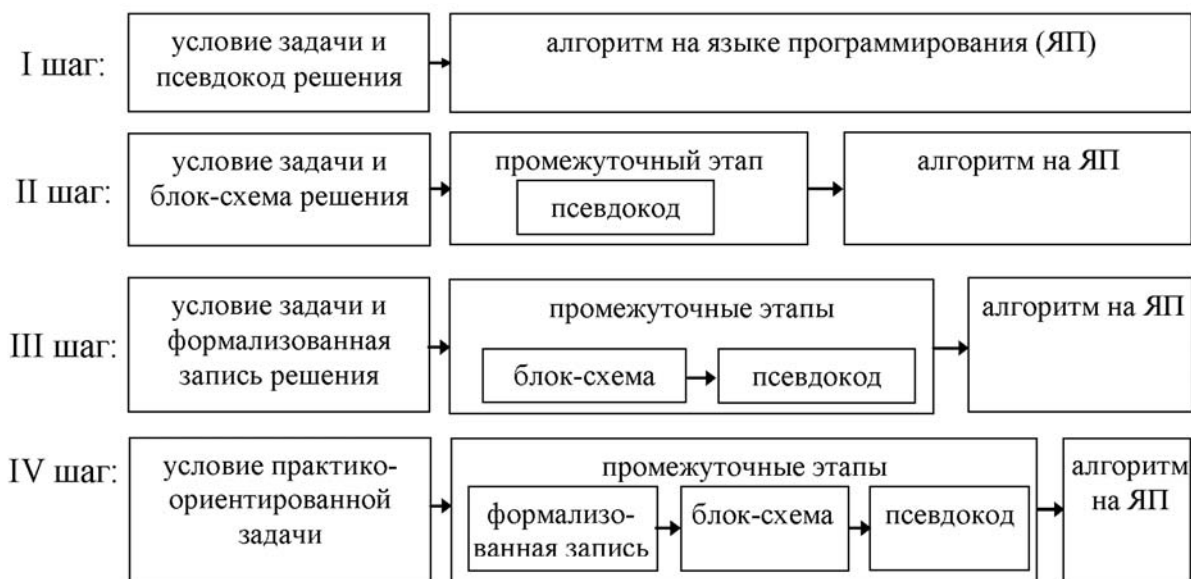 I шаг:
условие задачи и
псевдокод решения
алгоритм на языке программирования (ЯП)
II шаг:
условие задачи и
блок-схема решения
промежуточный этап
псевдокод
алгоритм на ЯП
III шаг:
условие задачи и
формализованная
запись решения
промежуточные этапы
блок-схема
псевдокод
алгоритм на ЯП
IV шаг:
условие практико-
ориентированной
задачи
промежуточные этапы
формализо-
ванная запись
блок-схема
псевдокод
алгоритм
на ЯП